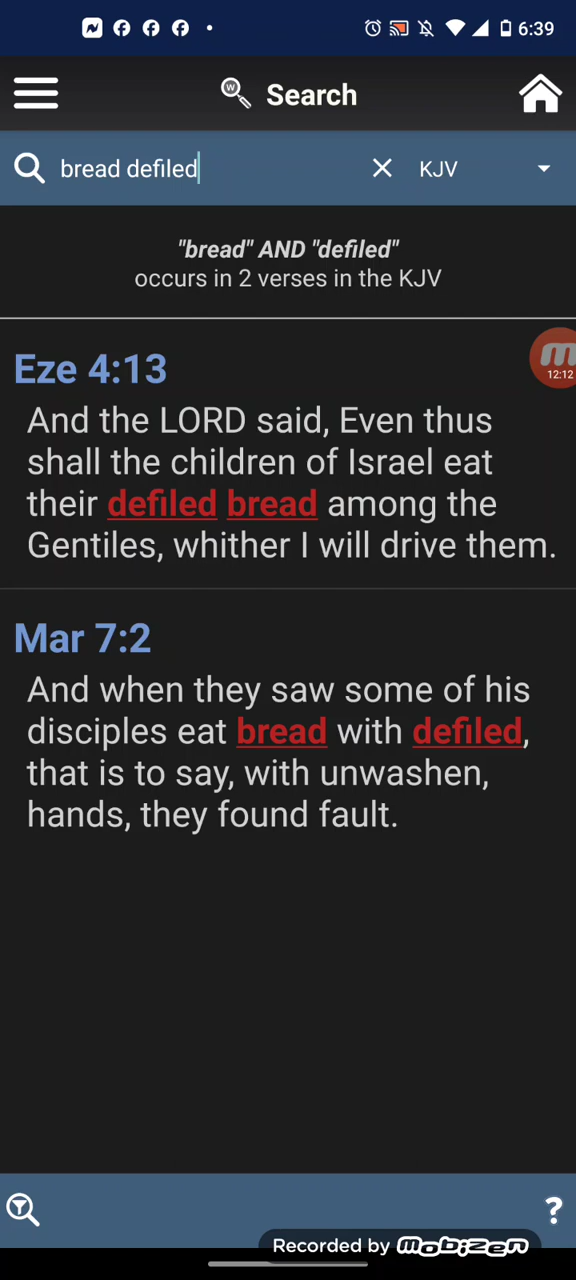 6:39
Search
bread defiled
KJV
"bread" AND "defiled"
occurs in 2 verses in the KJV
Eze 4:13
12:12
And the LORD said, Even thus
shall the children of Israel eat
their defiled bread among the
Gentiles, whither I will drive them.
Mar 7:2
And when they saw some of his
disciples eat bread with defiled,
that is to say, with unwashen,
hands, they found fault.
?
Recorded by mobizen